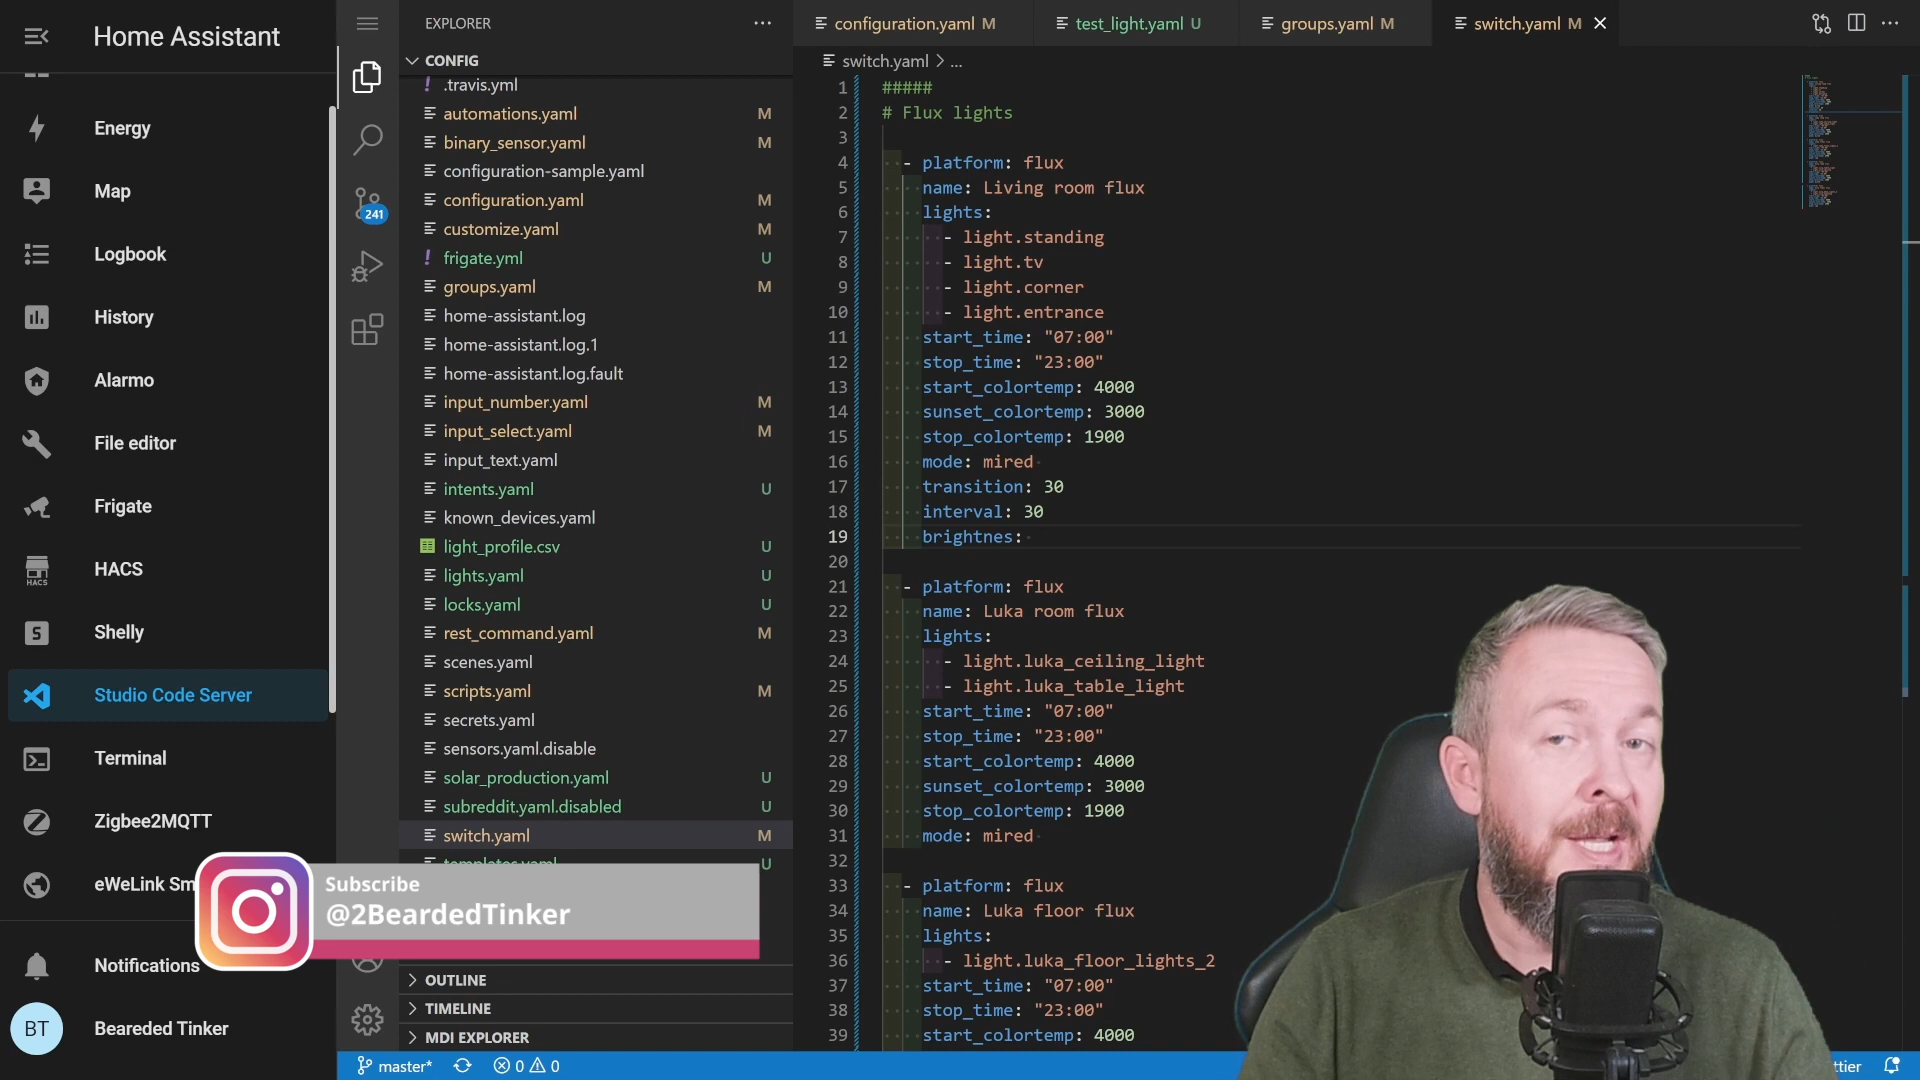 Home Assistant
Energy
Map
Logbook
History
Alarmo
File editor
Frigate
HACS
HACS
Shelly
S
Studio Code Server
Terminal
Zigbee2MQTT
eWeLink Sm
Notifications
BT
Beareded Tinker
241
EXPLORER
CONFIG
! .travis.yml
automations.yaml M
binary_sensor.yaml M
configuration-sample.yaml
configuration.yaml M
customize.yaml M
! frigate.yml U
groups.yaml M
home-assistant.log
home-assistant.log.1
home-assistant.log.fault
input_number.yaml M
input_select.yaml M
input_text.yaml
intents.yaml U
known_devices.yaml
light_profile.csv U
lights.yaml U
locks.yaml U
rest_command.yaml M
scenes.yaml
scripts.yaml M
secrets.yaml
sensors.yaml.disable
solar_production.yaml U
subreddit.yaml.disabled U
switch.yaml M
templates.yaml U
Subscribe
@2BeardedTinker
OUTLINE
TIMELINE
MDI EXPLORER
configuration.yaml M
test_light.yaml U
groups.yaml M
switch.yaml M
switch.yaml > ...
1 #####
2 # Flux lights
3
4 - platform: flux
5 name: Living room flux
6 lights:
7 - light.standing
8 - light.tv
9 - light.corner
10 - light.entrance
11 start_time: "07:00"
12 stop_time: "23:00"
13 start_colortemp: 4000
14 sunset_colortemp: 3000
15 stop_colortemp: 1900
16 mode: mired
17 transition: 30
18 interval: 30
19 brightnes:
20
21 - platform: flux
22 name: Luka room flux
23 lights:
24 - light.luka_ceiling_light
25 - light.luka_table_light
26 start_time: "07:00"
27 stop_time: "23:00"
28 start_colortemp: 4000
29 sunset_colortemp: 3000
30 stop_colortemp: 1900
31 mode: mired
32
33 - platform: flux
34 name: Luka floor flux
35 lights:
36 - light.luka_floor_lights_2
37 start_time: "07:00"
38 stop_time: "23:00"
39 start_colortemp: 4000
master*
0 0
ttier